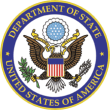 DEPARTMENT OF STATE
UNITED STATES OF AMERICA